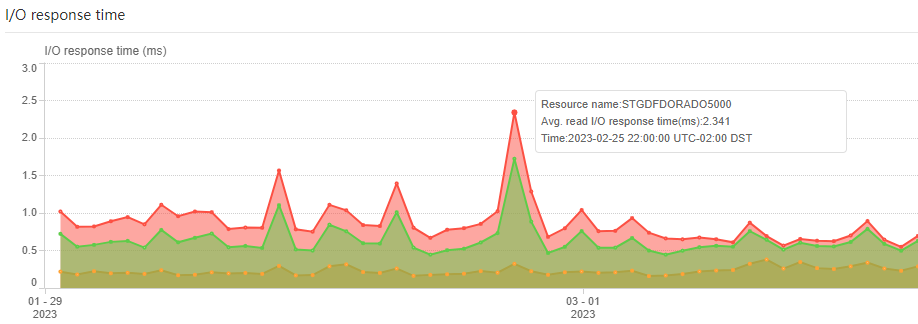 I/O response time
I/O response time (ms)
3.0
2.5
2.0
1.5
1.0
0.5
0
Resource name:STGDFDORADO5000
Avg. read I/O response time(ms):2.341
Time:2023-02-25 22:00:00 UTC-02:00 DST
01 - 29
2023
03 - 01
2023